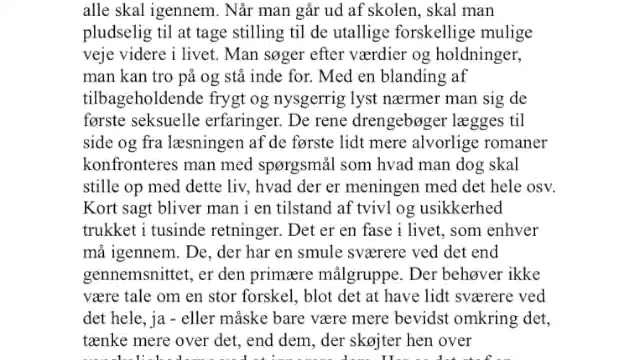 alle skal igennem. Når man går ud af skolen, skal man
pludselig til at tage stilling til de utallige forskellige mulige
veje videre i livet. Man søger efter værdier og holdninger,
man kan tro på og stå inde for. Med en blanding af
tilbageholdende frygt og nysgerrig lyst nærmer man sig de
første seksuelle erfaringer. De rene drengebøger lægges til
side og fra læsningen af de første lidt mere alvorlige romaner
konfronteres man med spørgsmål som hvad man dog skal
stille op med dette liv, hvad der er meningen med det hele osv.
Kort sagt bliver man i en tilstand af tvivl og usikkerhed
trukket i tusinde retninger. Det er en fase i livet, som enhver
må igennem. De, der har en smule sværere ved det end
gennemsnittet, er den primære målgruppe. Der behøver ikke
være tale om en stor forskel, blot det at have lidt sværere ved
det hele, ja - eller måske bare være mere bevidst omkring det,
tænke mere over det, end dem, der skøjter hen over